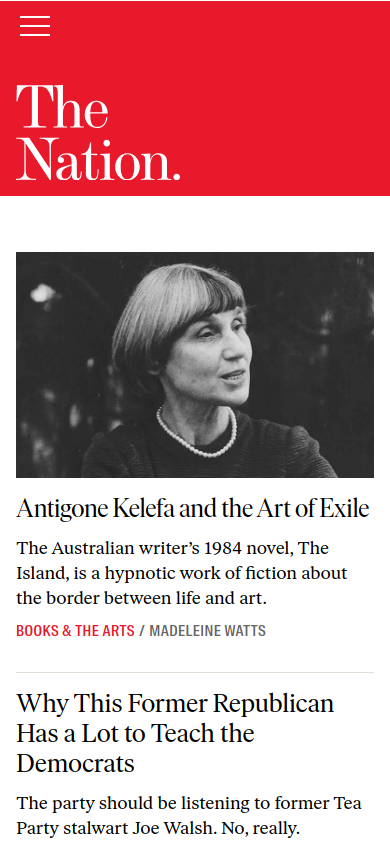 The
Nation.
Antigone Kelefa and the Art of Exile
The Australian writer’s 1984 novel, The
Island, is a hypnotic work of fiction about
the border between life and art.
BOOKS & THE ARTS / MADELEINE WATTS
Why This Former Republican
Has a Lot to Teach the
Democrats
The party should be listening to former Tea
Party stalwart Joe Walsh. No, really.